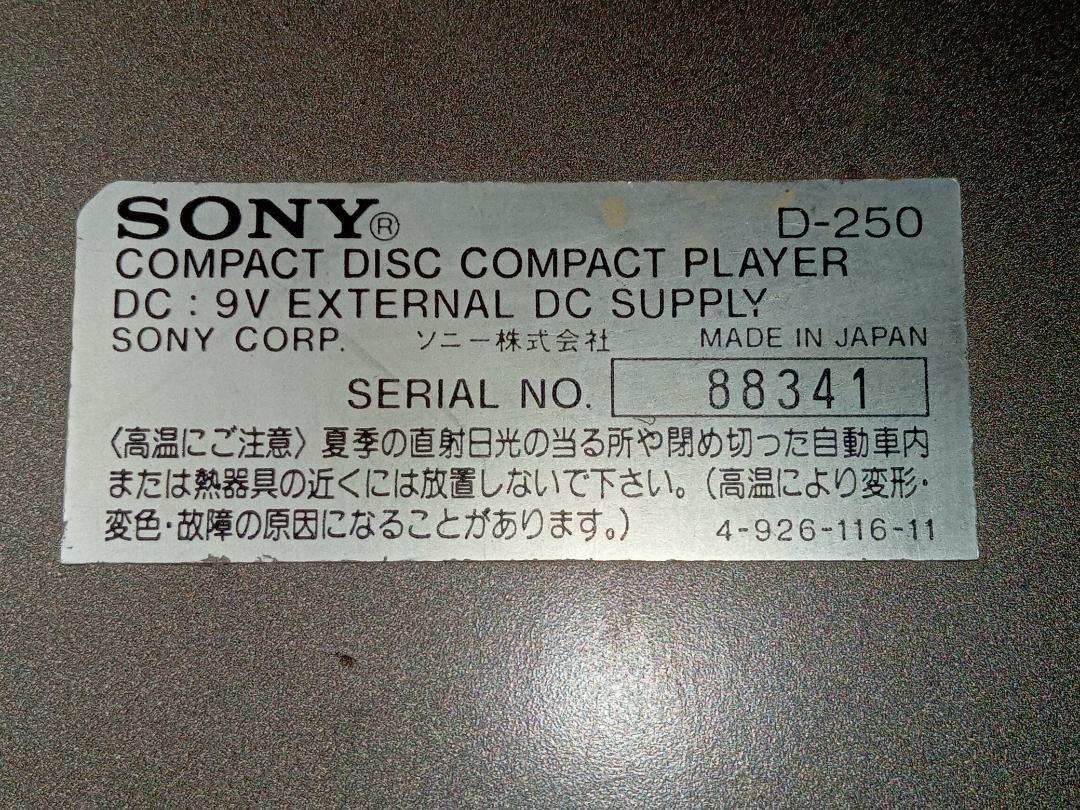 SONY® D-250
COMPACT DISC COMPACT PLAYER
DC : 9V EXTERNAL DC SUPPLY
SONY CORP. ソニー株式会社 MADE IN JAPAN
SERIAL NO. 88341
〈高温にご注意〉夏季の直射日光の当る所や閉め切った自動車内
または熱器具の近くには放置しないで下さい。(高温により変形・
変色・故障の原因になることがあります。) 4-926-116-11